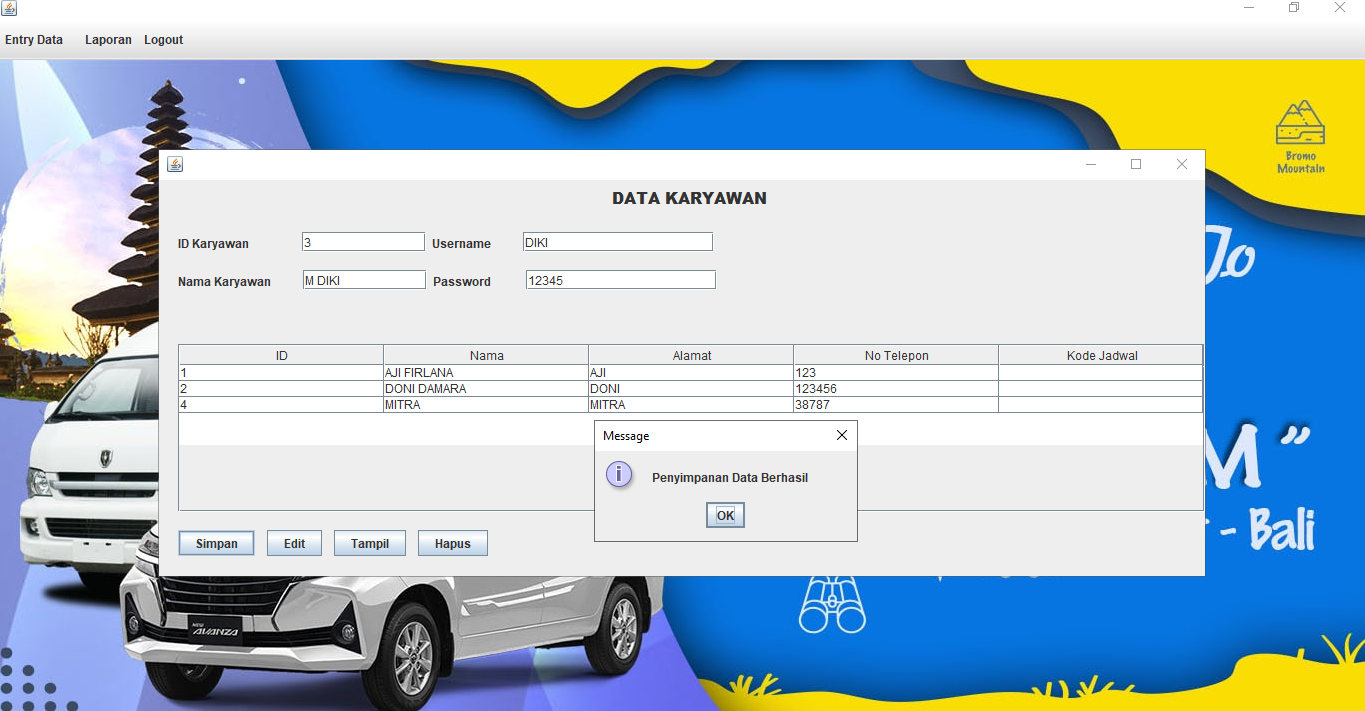 Entry Data Laporan Logout
Bromo
Mountain
DATA KARYAWAN
ID Karyawan 3 Username DIKI
Nama Karyawan M DIKI Password 12345
Jo
ID Nama Alamat No Telepon Kode Jadwal
1 AJI FIRLANA AJI 123
2 DONI DAMARA DONI 123456
4 MITRA MITRA 38787
Message
Penyimpanan Data Berhasil
OK
M ”
- Bali
Simpan Edit Tampil Hapus
NEW
AVANZA